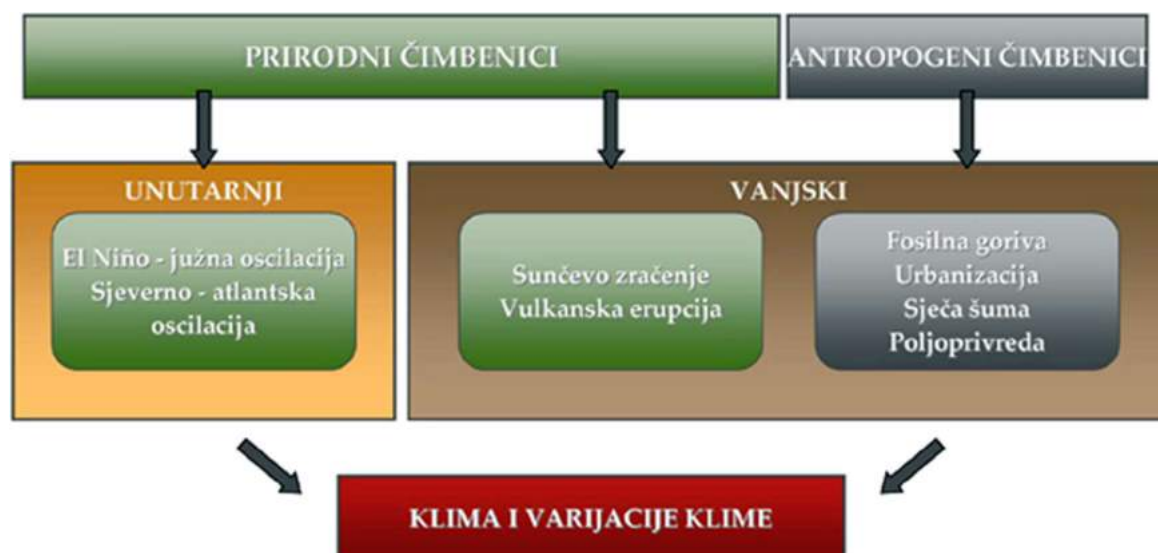 PRIRODNI ČIMBENICI
ANTROPOGENI ČIMBENICI
UNUTARNJI
El Niño - južna oscilacija
Sjeverno - atlantska
oscilacija
VANJSKI
Sunčevo zračenje
Vulkanska erupcija
Fosilna goriva
Urbanizacija
Sječa šuma
Poljoprivreda
KLIMA I VARIJACIJE KLIME